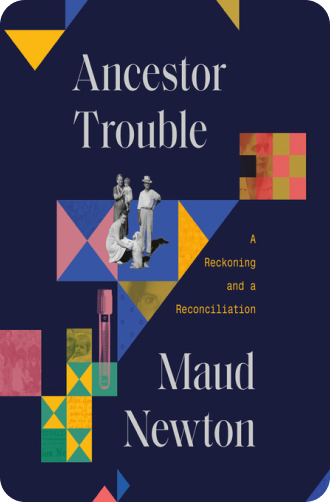 Ancestor
Trouble
A
Reckoning
and a
Reconciliation
Maud
Newton